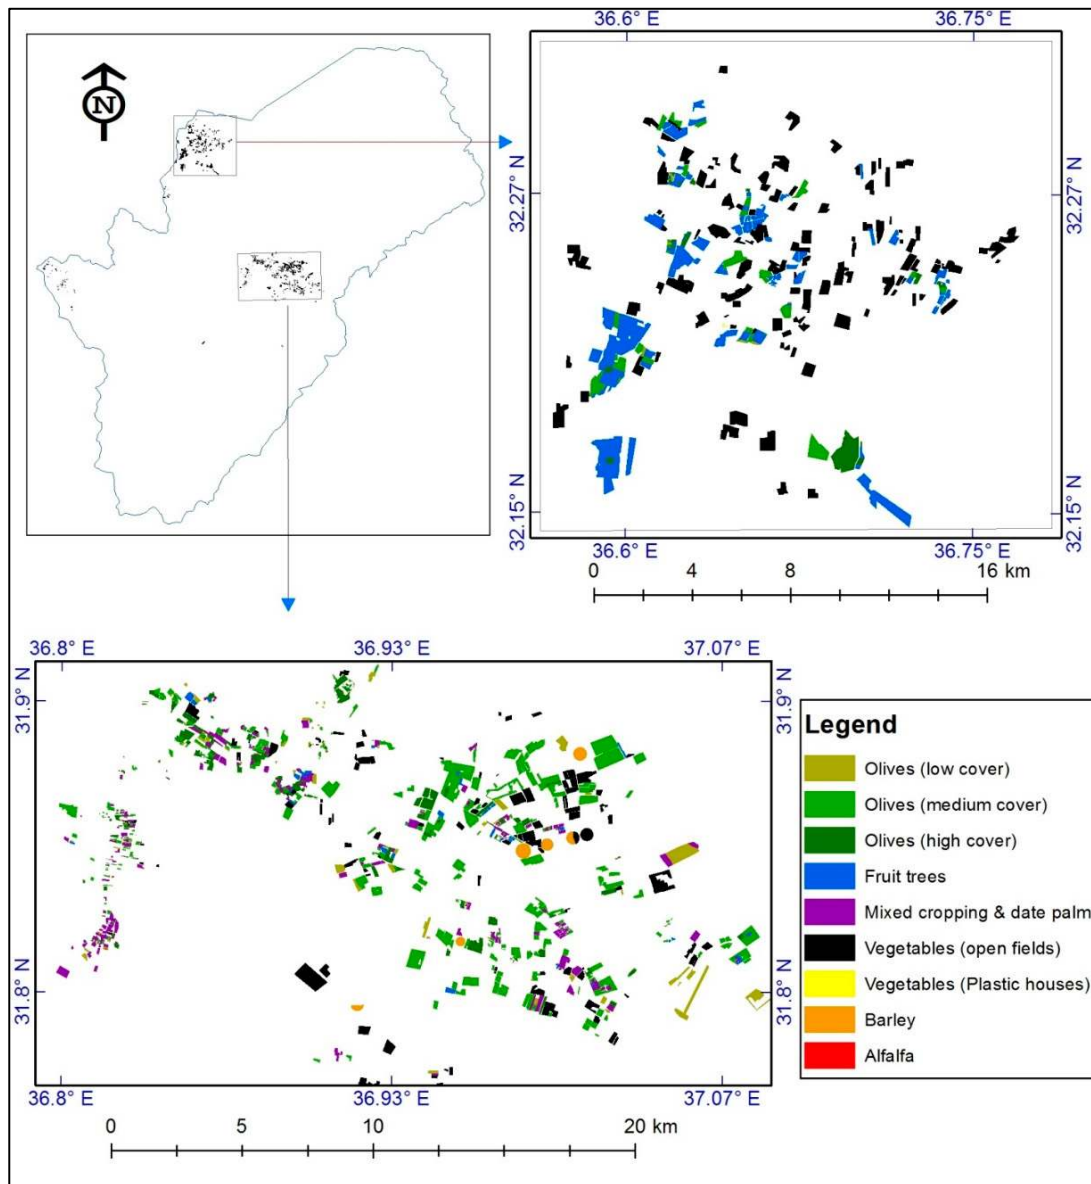 N
36.6° E
36.75° E
32.27° N
32.27° N
32.15° N
32.15° N
36.6° E
36.75° E
0 4 8 16 km
36.8° E
36.93° E
37.07° E
31.9° N
31.9° N
31.8° N
31.8° N
36.8° E
36.93° E
37.07° E
0 5 10 20 km
Legend
Olives (low cover)
Olives (medium cover)
Olives (high cover)
Fruit trees
Mixed cropping & date palm
Vegetables (open fields)
Vegetables (Plastic houses)
Barley
Alfalfa